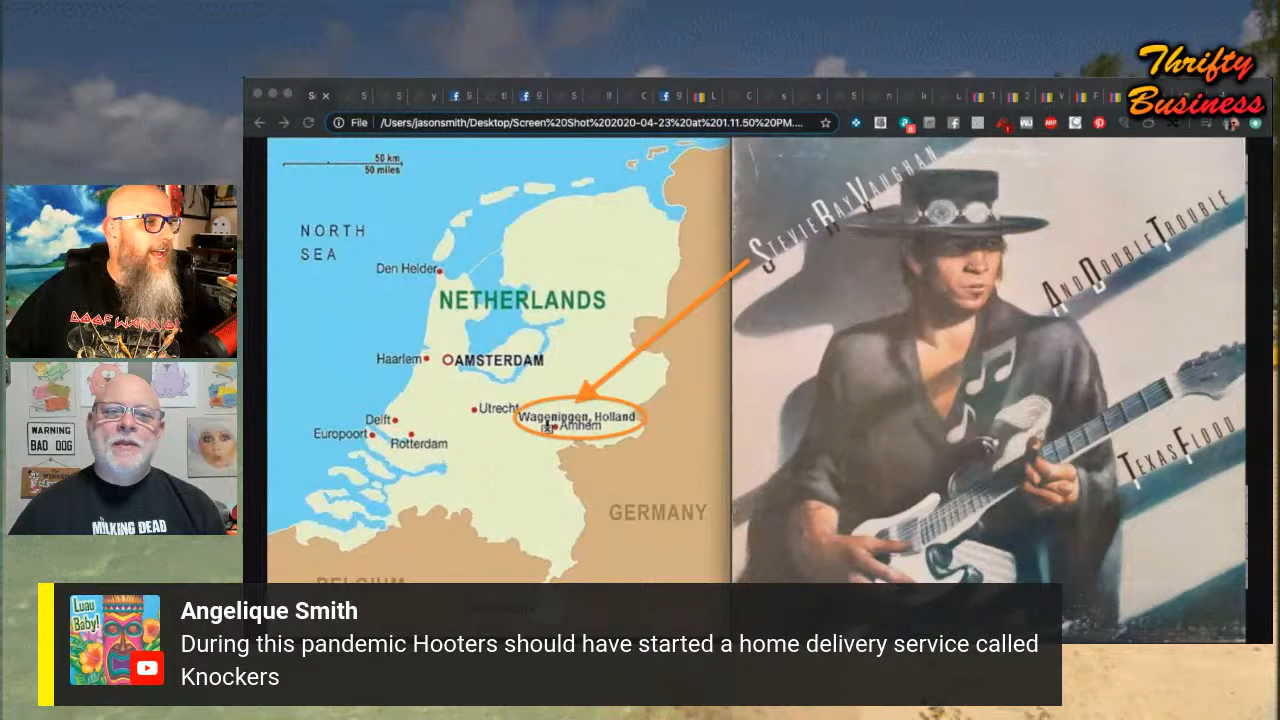 Thrifty
Business
File
/Users/jasonsmith/Desktop/Screen%20Shot%202020-04-23%20at%201.11.50%20PM....
50 km
50 miles
NORTH
SEA
Den Helder
NETHERLANDS
Haarlem
AMSTERDAM
Utrecht
Wageningen, Holland
Arnhem
Delft
Europoort
Rotterdam
GERMANY
BELGIUM
STEVIE RAY VAUGHAN
AND DOUBLE TROUBLE
TEXAS FLOOD
DOOF WARRIOR
WARNING
BAD DOG
MILKING DEAD
Luau
Baby!
Angelique Smith
During this pandemic Hooters should have started a home delivery service called
Knockers